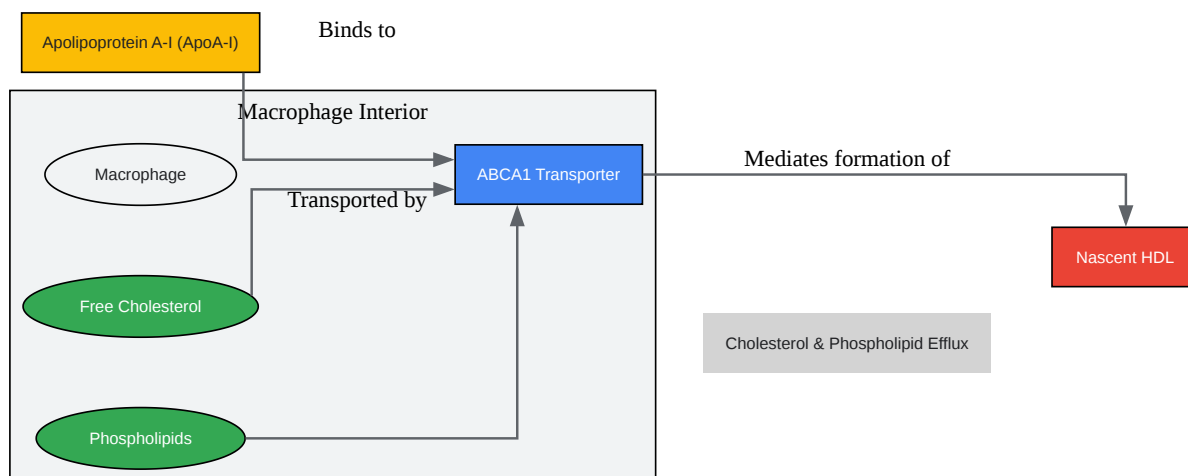 Apolipoprotein A-I (ApoA-I)
Binds to
Macrophage Interior
Macrophage
ABCA1 Transporter
Mediates formation of
Transported by
Nascent HDL
Free Cholesterol
Cholesterol & Phospholipid Efflux
Phospholipids